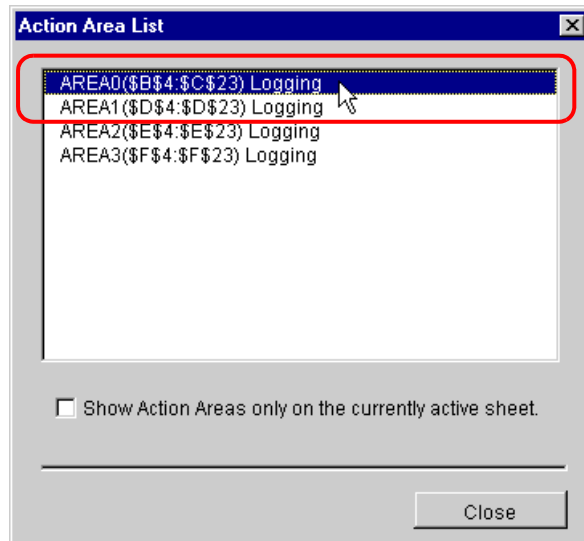 Action Area List
AREA0($B$4:$C$23) Logging
AREA1($D$4:$D$23) Logging
AREA2($E$4:$E$23) Logging
AREA3($F$4:$F$23) Logging
Show Action Areas only on the currently active sheet.
Close